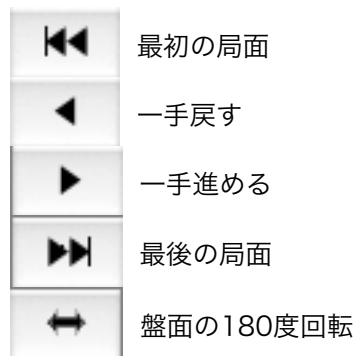 最初の局面
一手戻す
一手進める
最後の局面
盤面の180度回転